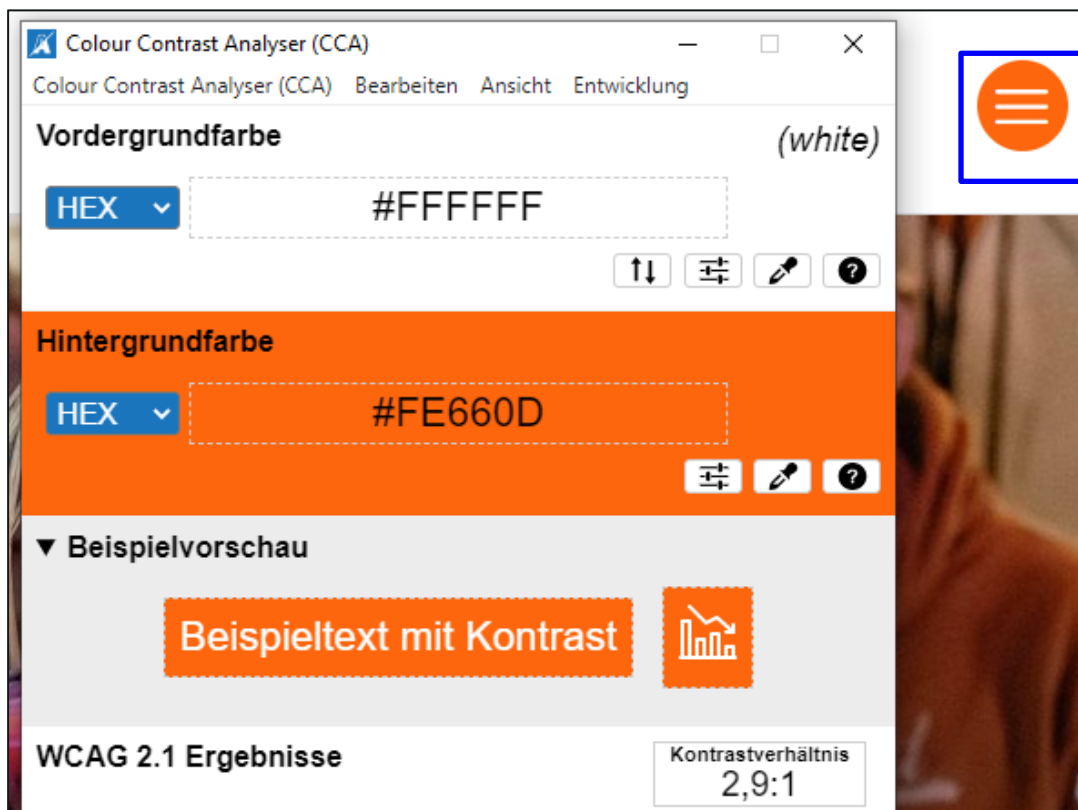 Colour Contrast Analyser (CCA)
Colour Contrast Analyser (CCA) Bearbeiten Ansicht Entwicklung
Vordergrundfarbe (white)
HEX #FFFFFF
Hintergrundfarbe
HEX #FE660D
▼ Beispielvorschau
Beispieltext mit Kontrast
WCAG 2.1 Ergebnisse
Kontrastverhältnis
2,9:1